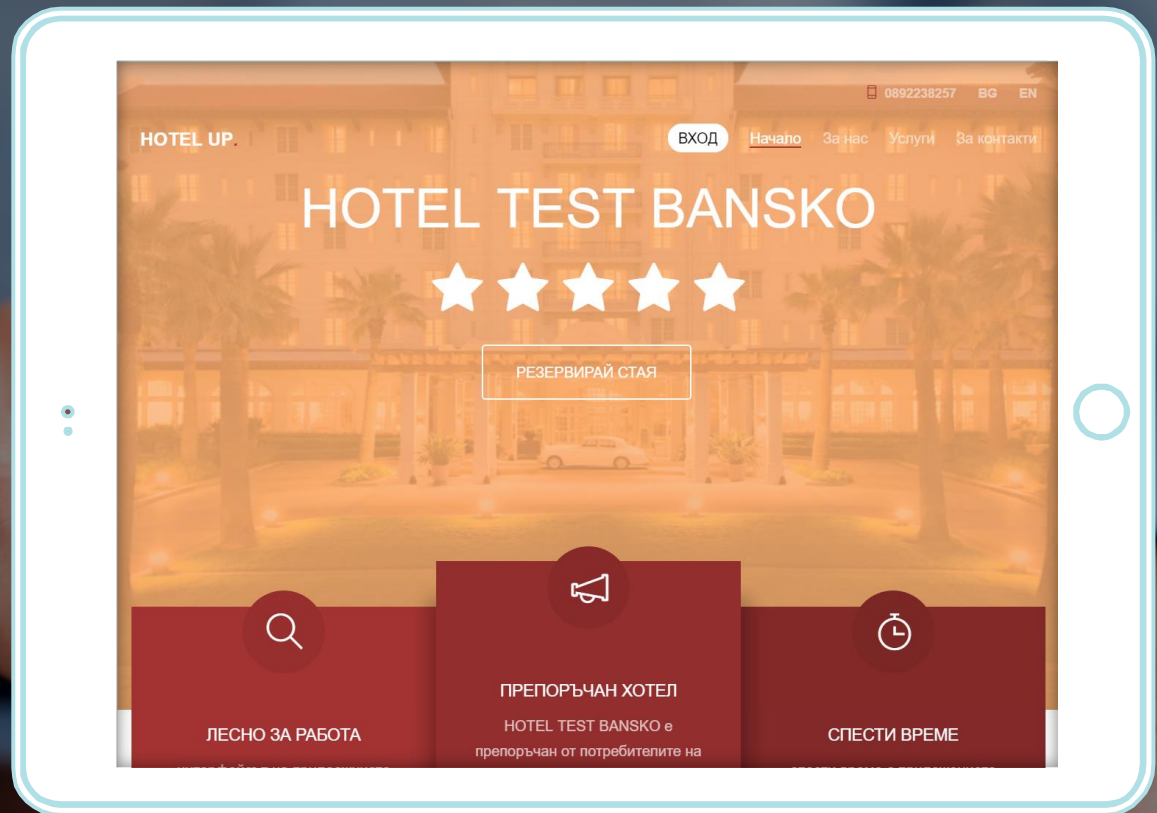 0892238257 BG EN
HOTEL UP.
ВХОД Начало За нас Услуги За контакти
HOTEL TEST BANSKO
РЕЗЕРВИРАЙ СТАЯ
ПРЕПОРЪЧАН ХОТЕЛ
HOTEL TEST BANSKO е
препоръчан от потребителите на
ЛЕСНО ЗА РАБОТА
СПЕСТИ ВРЕМЕ